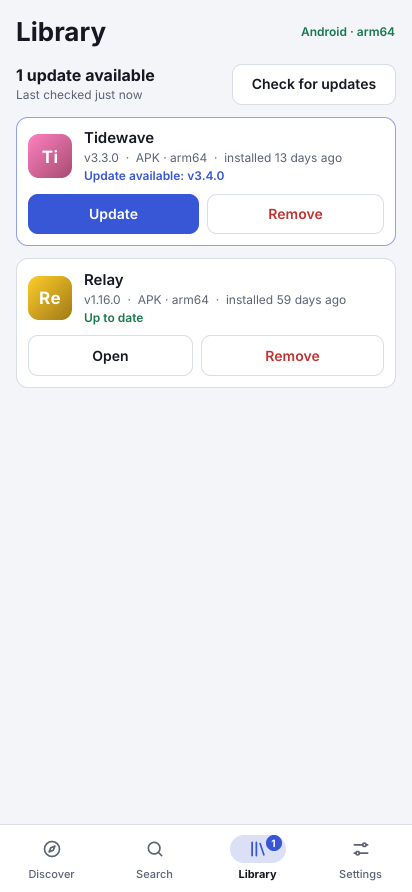 Library
Android · arm64
1 update available
Last checked just now
Check for updates
Ti
Tidewave
v3.3.0 · APK · arm64 · installed 13 days ago
Update available: v3.4.0
Update
Remove
Re
Relay
v1.16.0 · APK · arm64 · installed 59 days ago
Up to date
Open
Remove
1
Discover
Search
Library
Settings